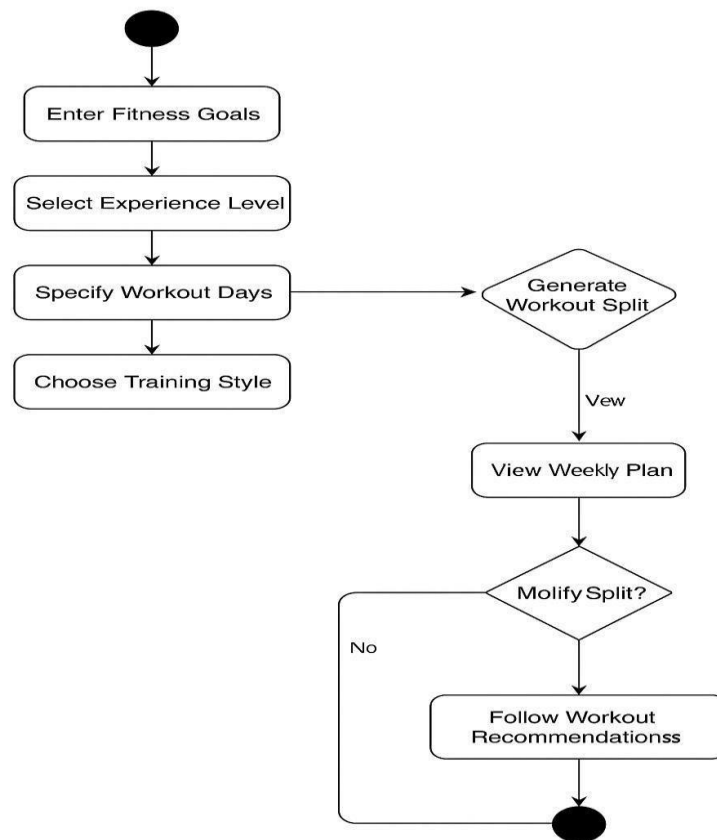 Enter Fitness Goals
Select Experience Level
Specify Workout Days
Choose Training Style
Generate
Workout Split
Vew
View Weekly Plan
Molify Split?
No
Follow Workout
Recommendationss